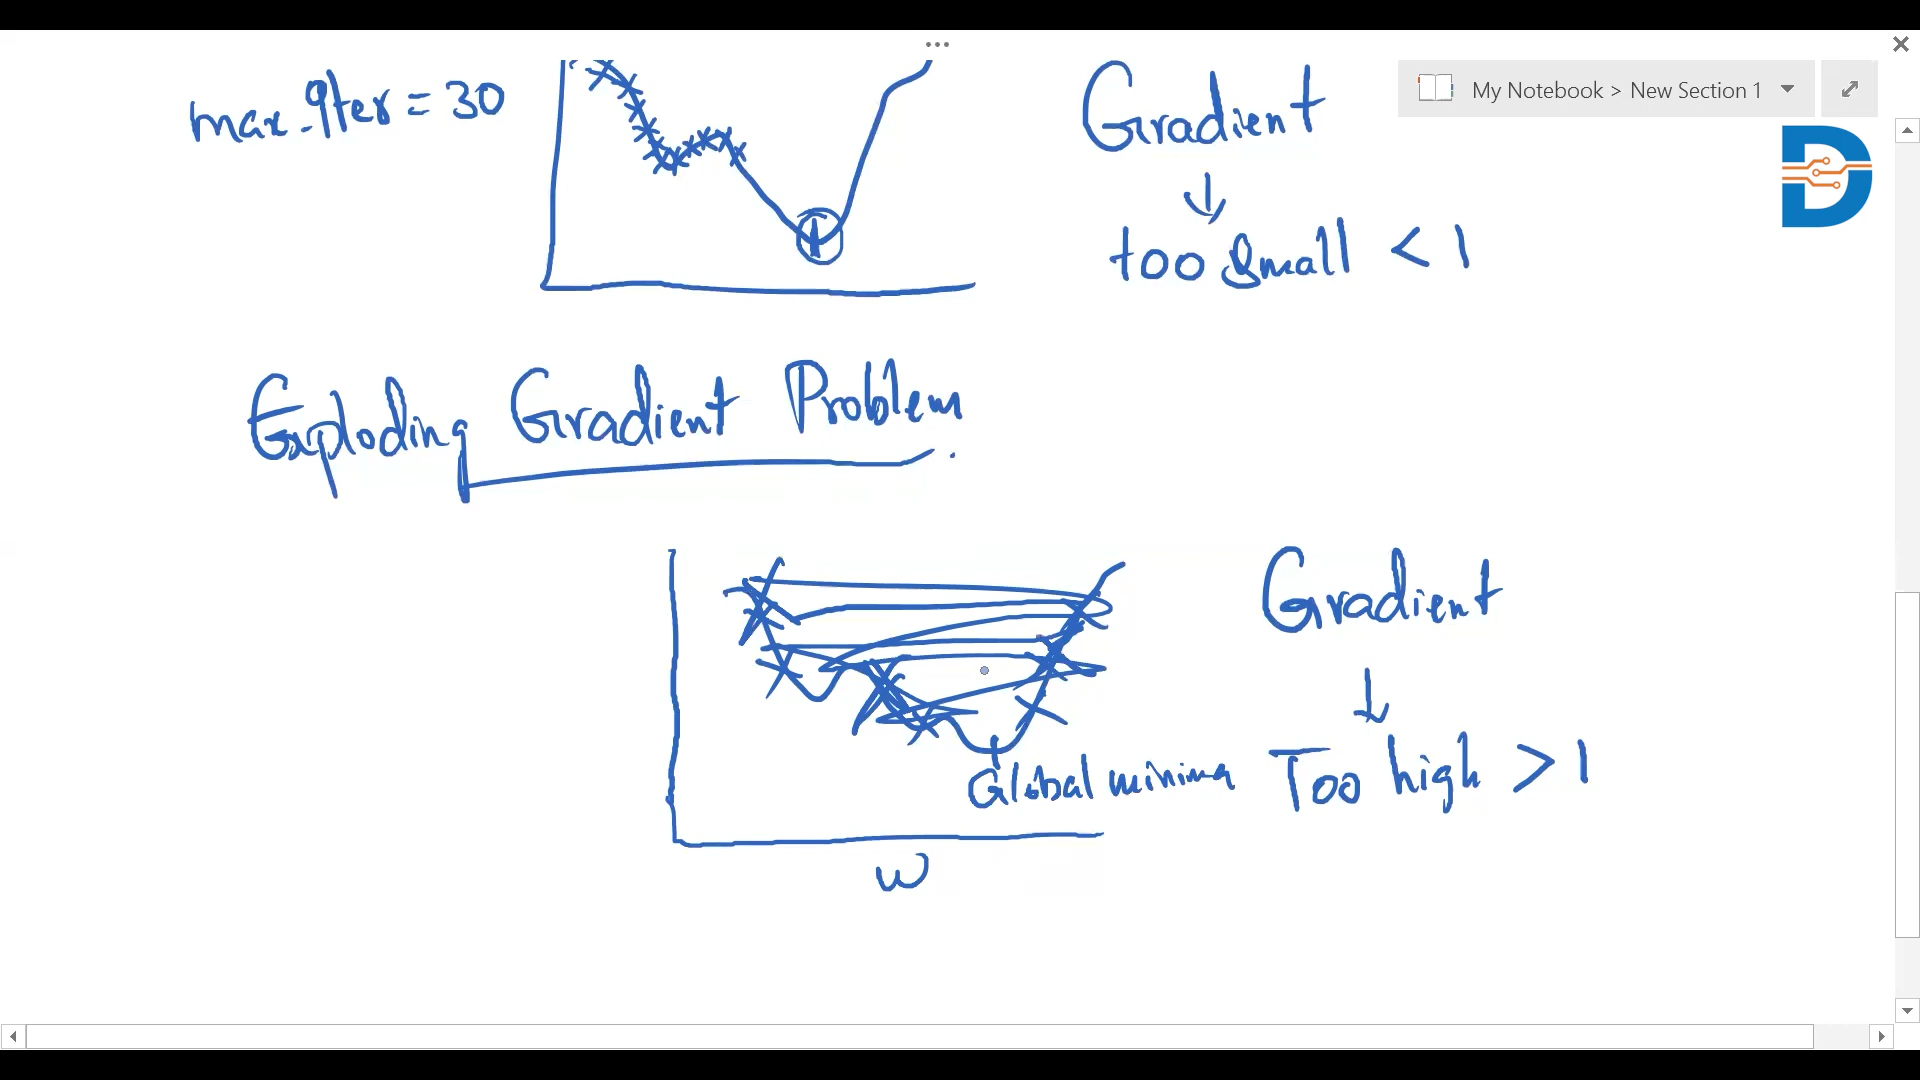 My Notebook > New Section 1
max-iter = 30
Gradient
↓
too small < 1
Exploding Gradient Problem
Gradient
↓
Too high > 1
Global minima
W